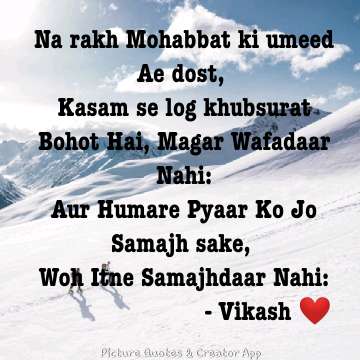 Na rakh Mohabbat ki umeed
Ae dost,
Kasam se log khubsurat
Bohot Hai, Magar Wafadaar
Nahi:
Aur Humare Pyaar Ko Jo
Samajh sake,
Woh Itne Samajhdaar Nahi:
- Vikash ❤️
Picture Quotes & Creator App